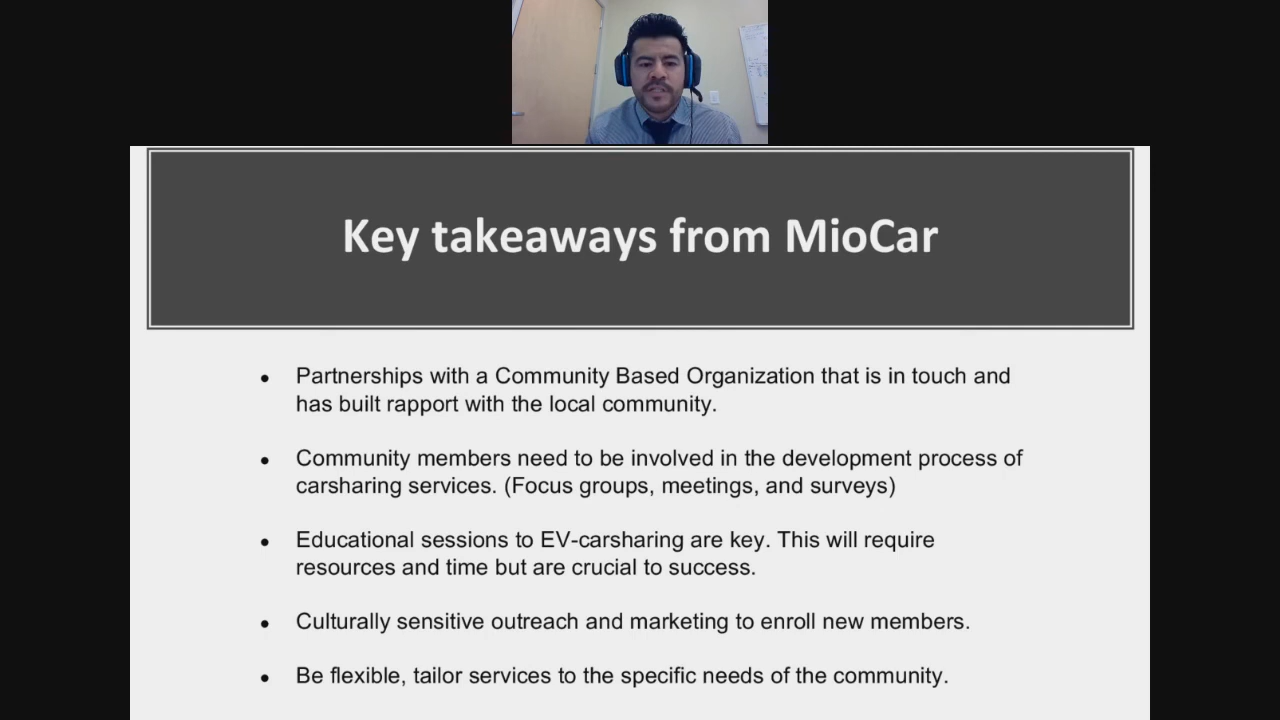 Key takeaways from MioCar
● Partnerships with a Community Based Organization that is in touch and
has built rapport with the local community.
● Community members need to be involved in the development process of
carsharing services. (Focus groups, meetings, and surveys)
● Educational sessions to EV-carsharing are key. This will require
resources and time but are crucial to success.
● Culturally sensitive outreach and marketing to enroll new members.
● Be flexible, tailor services to the specific needs of the community.